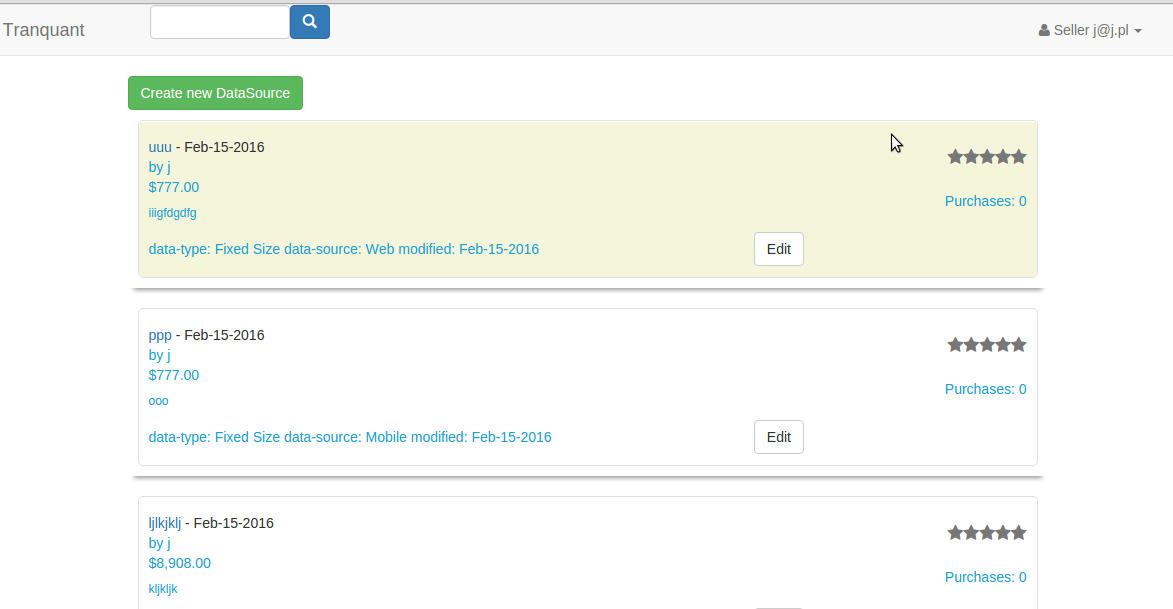 Tranquant
Seller j@j.pl
Create new DataSource
uuu - Feb-15-2016
by j
$777.00
Purchases: 0
iiigfdgdfg
data-type: Fixed Size data-source: Web modified: Feb-15-2016
Edit
ppp - Feb-15-2016
by j
$777.00
Purchases: 0
ooo
data-type: Fixed Size data-source: Mobile modified: Feb-15-2016
Edit
ljlkjklj - Feb-15-2016
by j
$8,908.00
Purchases: 0
kljkljk